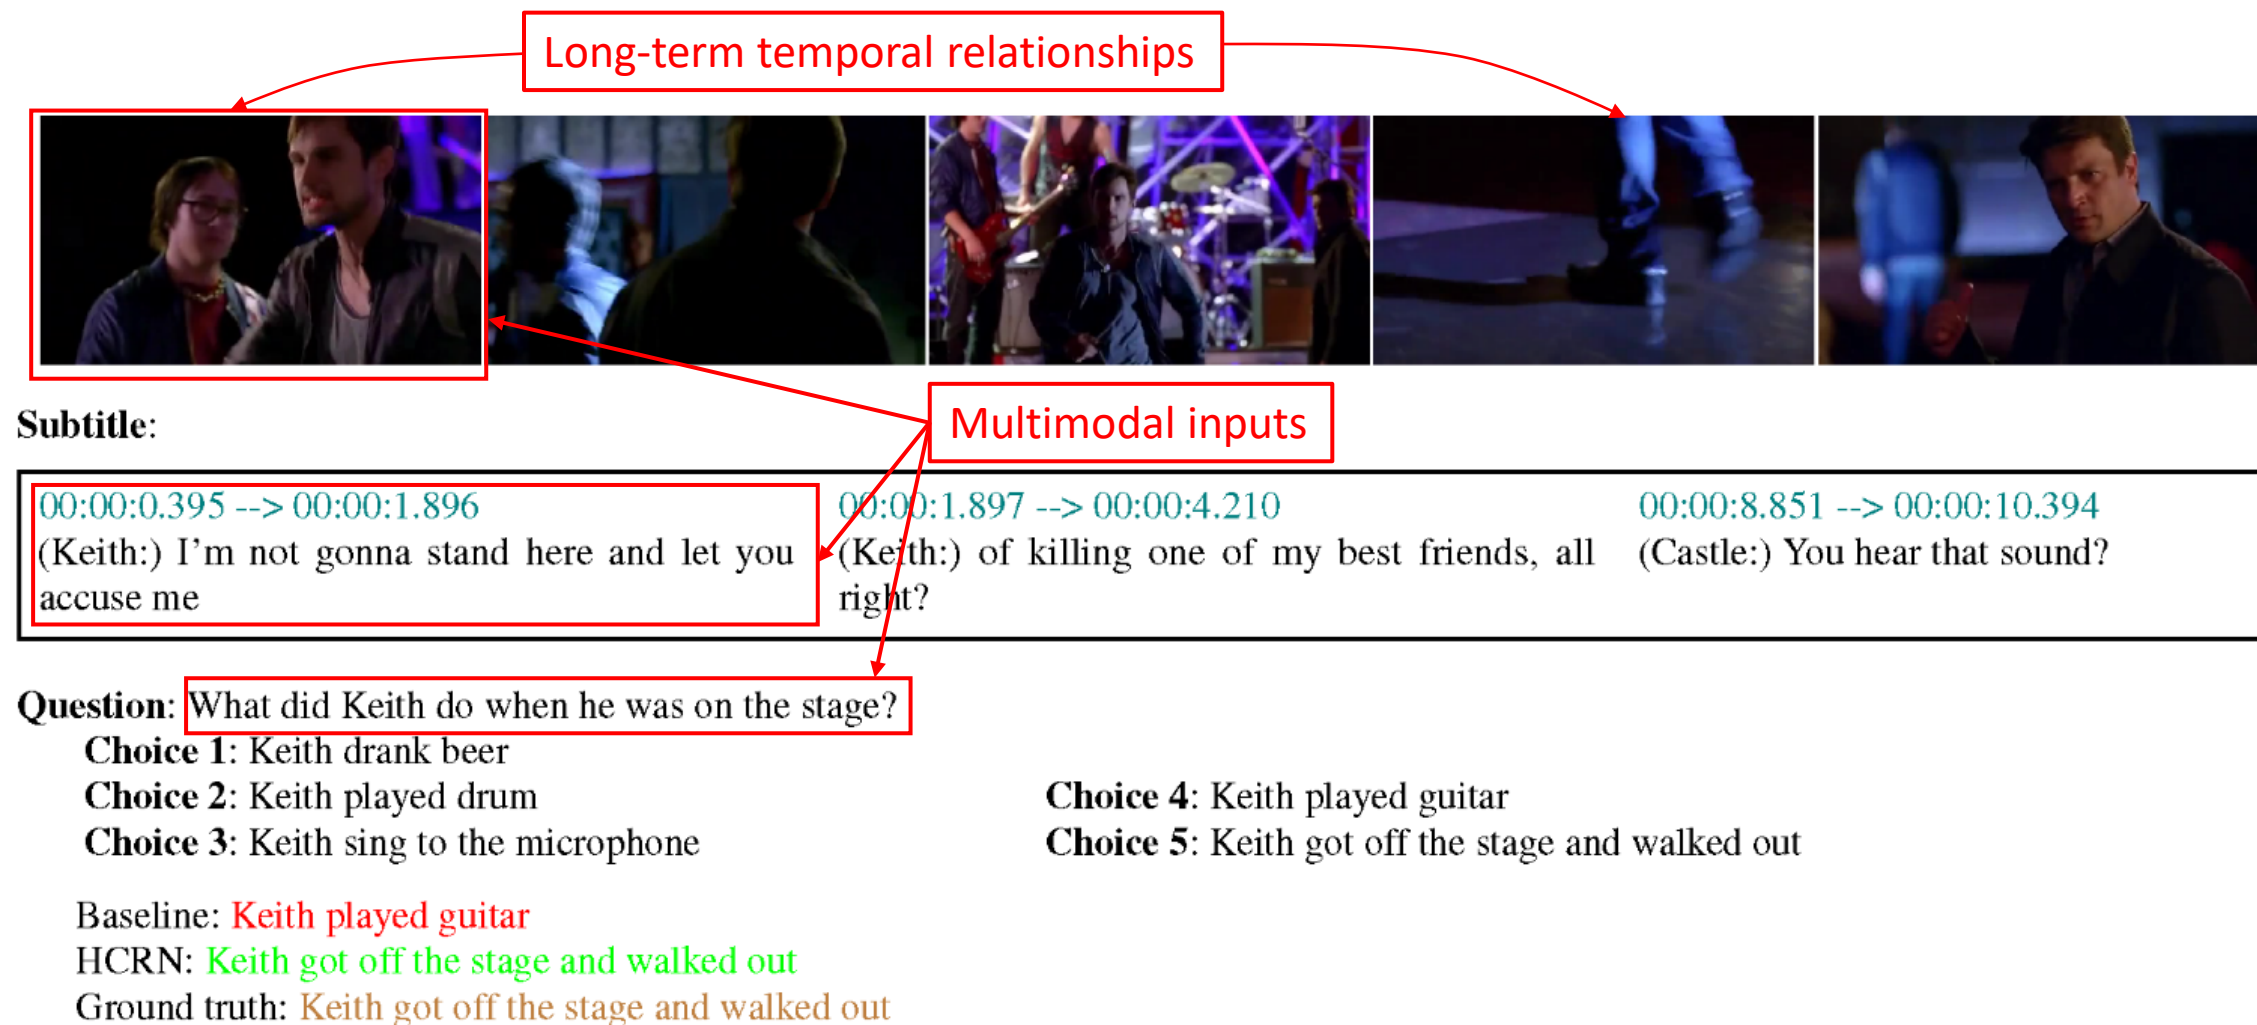 Long-term temporal relationships
Multimodal inputs
Subtitle:
00:00:0.395 --> 00:00:1.896
(Keith:) I'm not gonna stand here and let you
accuse me
00:00:1.897 --> 00:00:4.210
(Keith:) of killing one of my best friends, all
right?
00:00:8.851 --> 00:00:10.394
(Castle:) You hear that sound?
Question: What did Keith do when he was on the stage?
Choice 1: Keith drank beer
Choice 2: Keith played drum
Choice 3: Keith sing to the microphone
Choice 4: Keith played guitar
Choice 5: Keith got off the stage and walked out
Baseline: Keith played guitar
HCRN: Keith got off the stage and walked out
Ground truth: Keith got off the stage and walked out